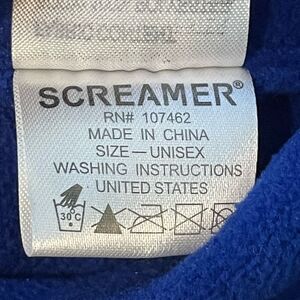 SCREAMER®
RN# 107462
MADE IN CHINA
SIZE—UNISEX
WASHING INSTRUCTIONS
UNITED STATES
30°C